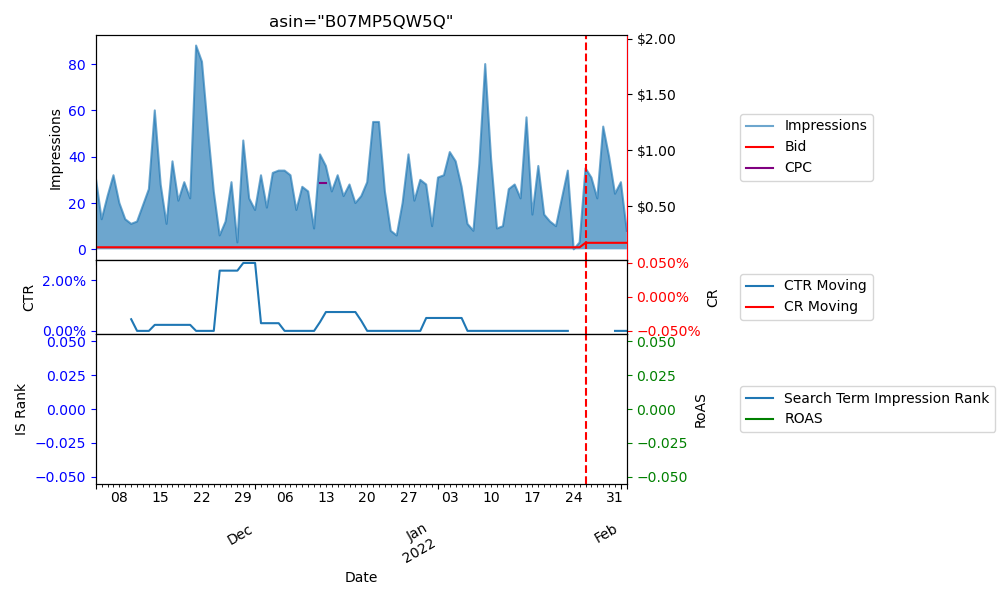 asin="B07MP5QW5Q"
Impressions
80
60
40
20
0
$2.00
$1.50
$1.00
$0.50
Impressions
Bid
CPC
CTR
2.00%
0.00%
0.050%
0.000%
−0.050%
CR
CTR Moving
CR Moving
IS Rank
0.050
0.025
0.000
−0.025
−0.050
0.050
0.025
0.000
−0.025
−0.050
RoAS
Search Term Impression Rank
ROAS
08 15 22 29 06 13 20 27 03 10 17 24 31
Dec Jan Feb
2022
Date